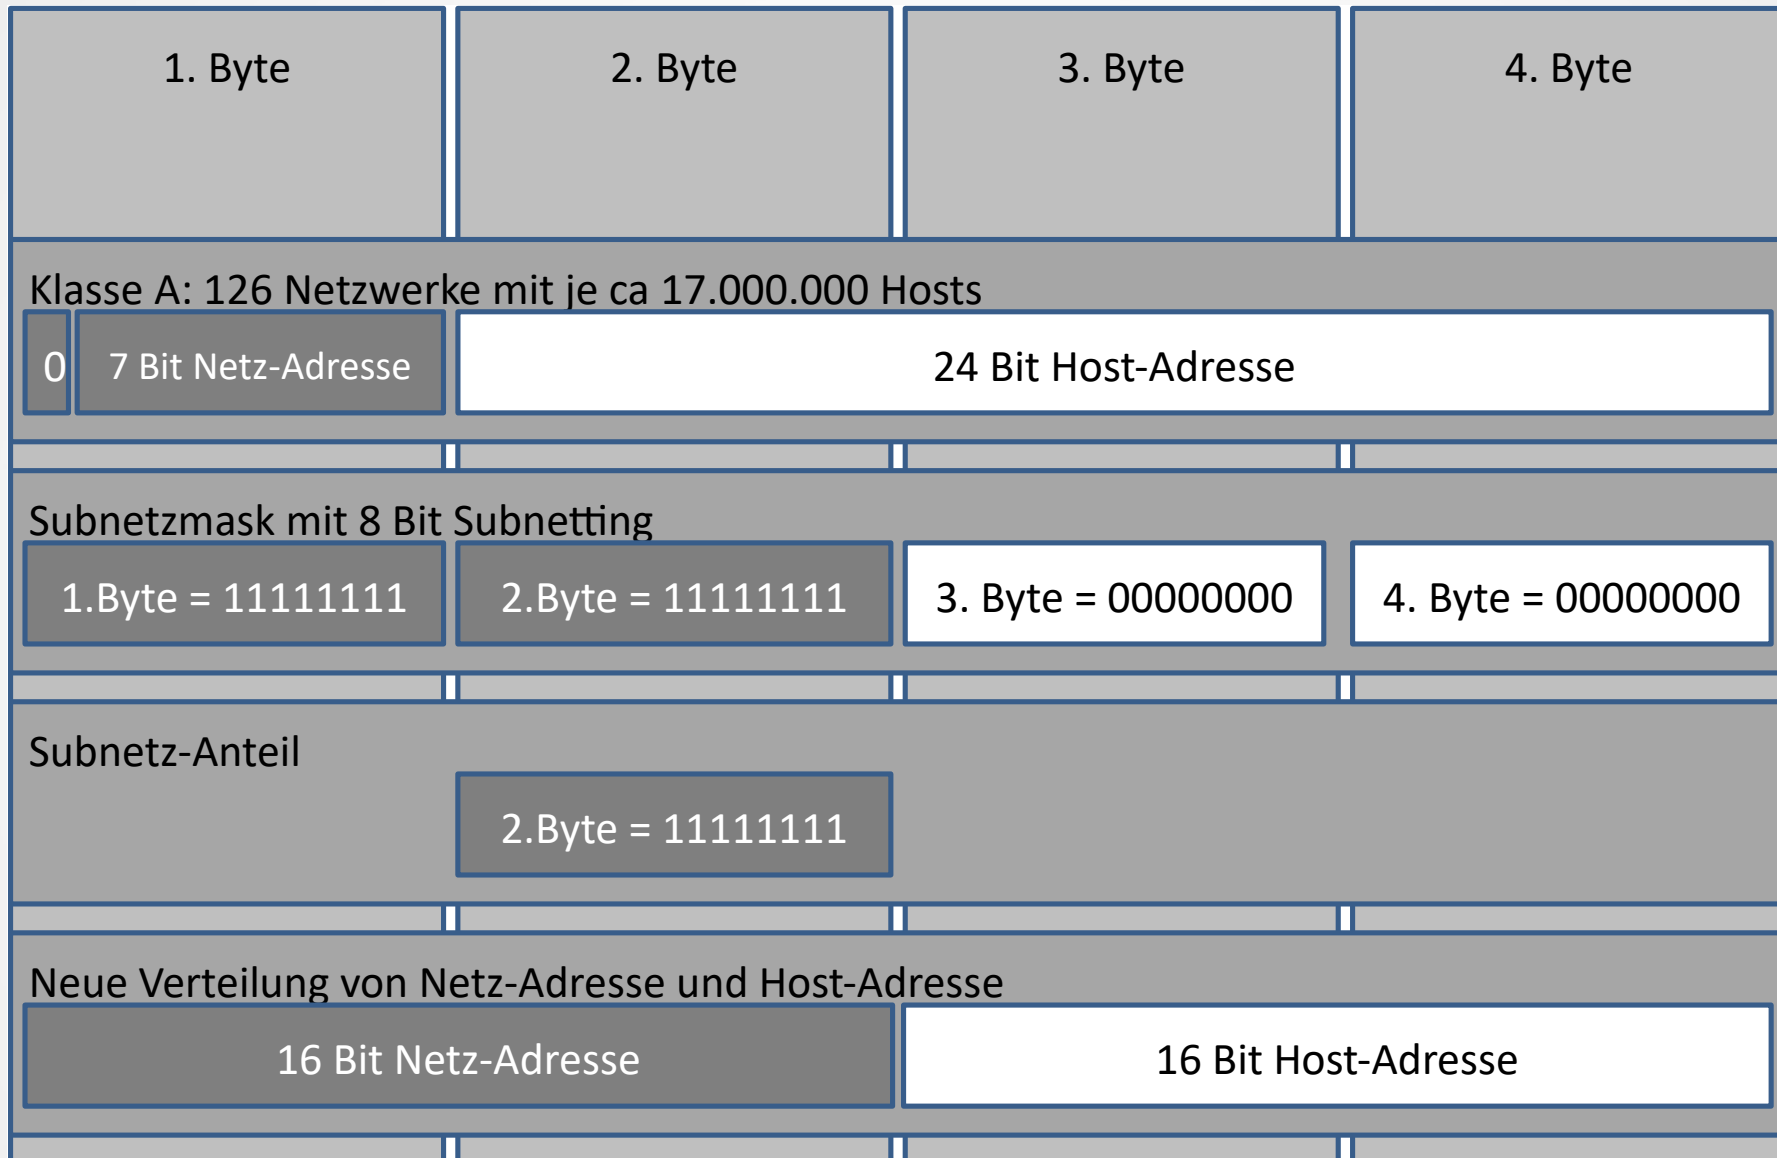 1. Byte 2. Byte 3. Byte 4. Byte
Klasse A: 126 Netzwerke mit je ca 17.000.000 Hosts
0 7 Bit Netz-Adresse 24 Bit Host-Adresse
Subnetzmask mit 8 Bit Subnetting
1.Byte = 11111111 2.Byte = 11111111 3. Byte = 00000000 4. Byte = 00000000
Subnetz-Anteil
2.Byte = 11111111
Neue Verteilung von Netz-Adresse und Host-Adresse
16 Bit Netz-Adresse 16 Bit Host-Adresse